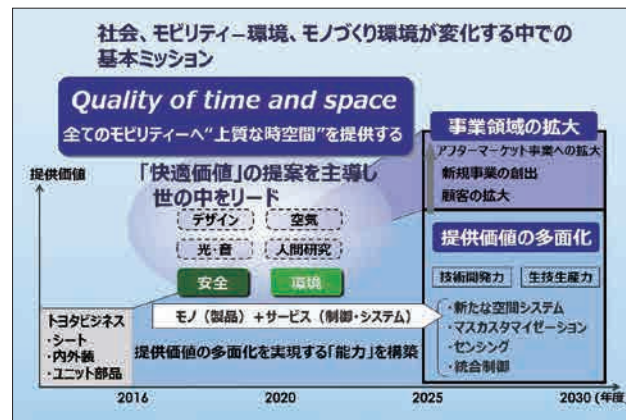 社会、モビリティー環境、モノづくり環境が変化する中での
基本ミッション
Quality of time and space
全てのモビリティーへ“上質な時空間”を提供する
事業領域の拡大
アフターマーケット事業への拡大
新規事業の創出
顧客の拡大
提供価値
「快適価値」の提案を主導し
世の中をリード
デザイン
空気
光・音
人間研究
安全
環境
提供価値の多面化
技術開発力
生技生産力
・新たな空間システム
・マスカスタマイゼーション
・センシング
・統合制御
トヨタビジネス
・シート
・内外装
・ユニット部品
モノ（製品）＋サービス（制御・システム）
提供価値の多面化を実現する「能力」を構築
2016
2020
2025
2030 (年度)